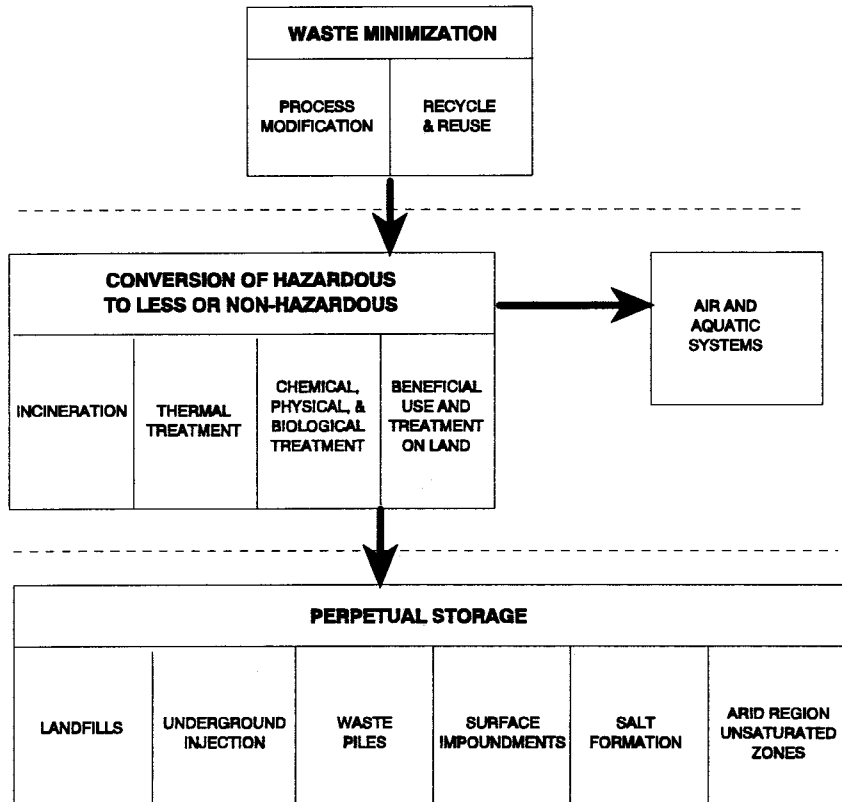 WASTE MINIMIZATION
PROCESS
MODIFICATION
RECYCLE
& REUSE
CONVERSION OF HAZARDOUS
TO LESS OR NON-HAZARDOUS
INCINERATION
THERMAL
TREATMENT
CHEMICAL,
PHYSICAL, &
BIOLOGICAL
TREATMENT
BENEFICIAL
USE AND
TREATMENT
ON LAND
AIR AND
AQUATIC
SYSTEMS
PERPETUAL STORAGE
LANDFILLS
UNDERGROUND
INJECTION
WASTE
PILES
SURFACE
IMPOUNDMENTS
SALT
FORMATION
ARID REGION
UNSATURATED
ZONES